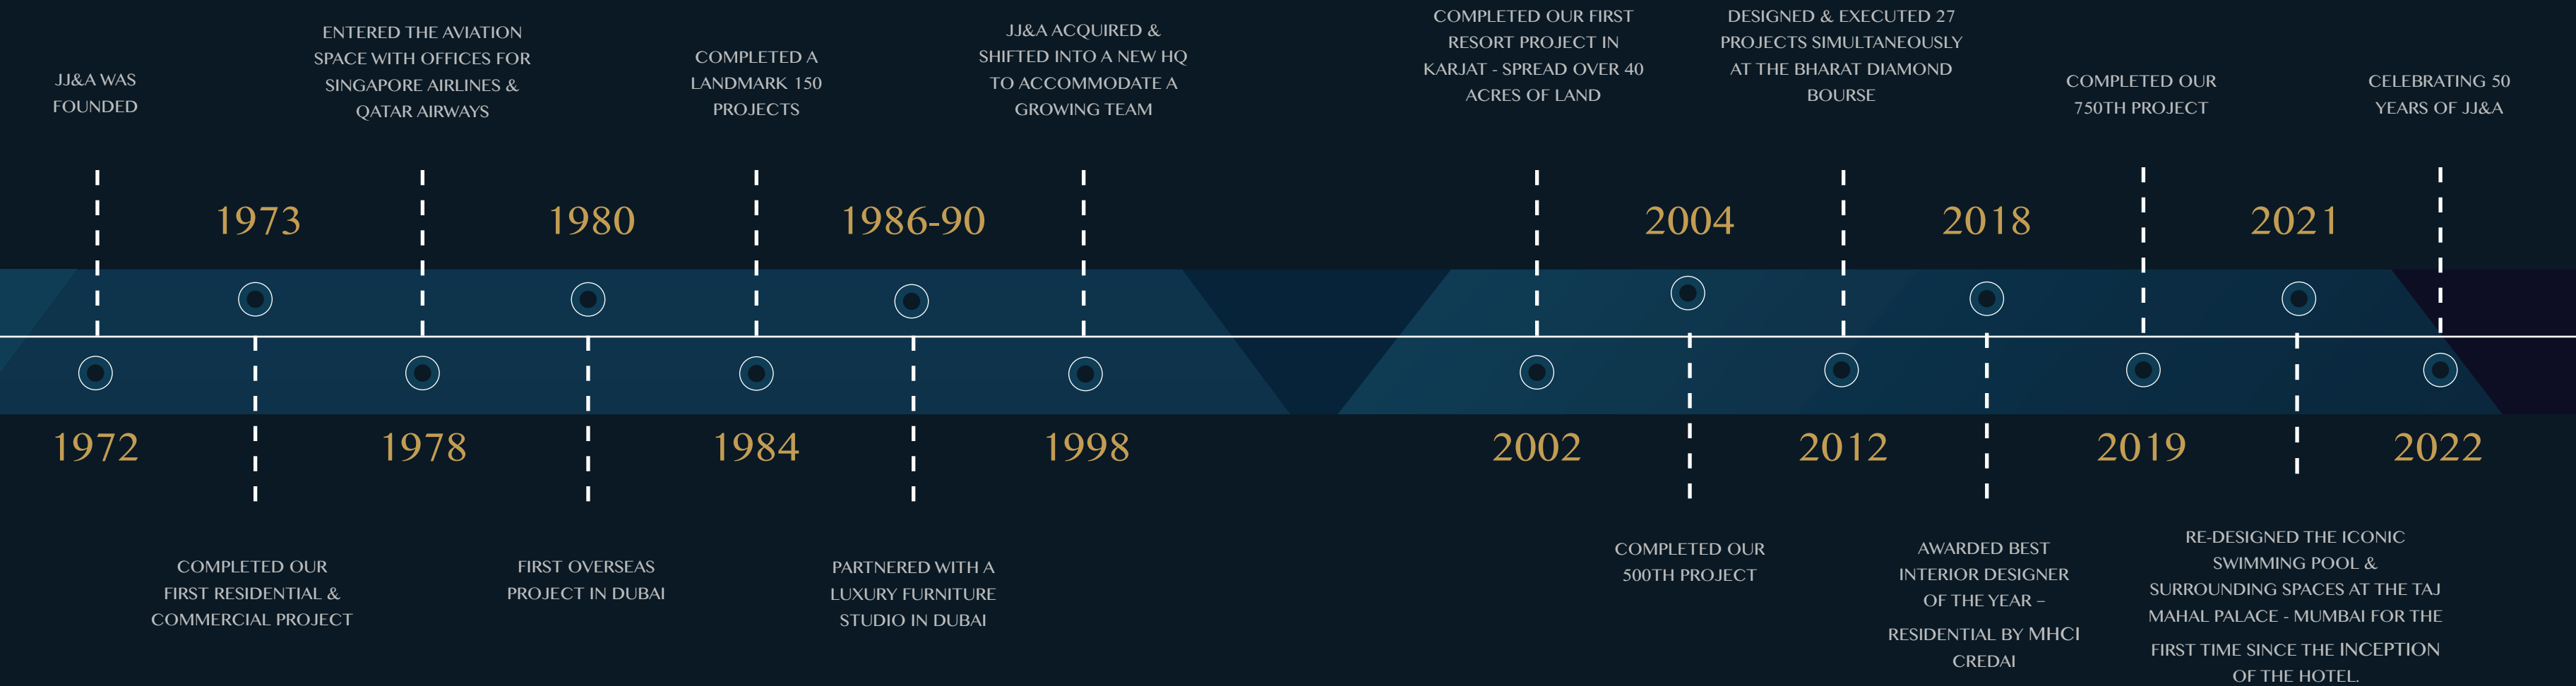 JJ&A WAS
FOUNDED
1972
1973
COMPLETED OUR
FIRST RESIDENTIAL &
COMMERCIAL PROJECT
ENTERED THE AVIATION
SPACE WITH OFFICES FOR
SINGAPORE AIRLINES &
QATAR AIRWAYS
1978
1980
FIRST OVERSEAS
PROJECT IN DUBAI
COMPLETED A
LANDMARK 150
PROJECTS
1984
1986-90
PARTNERED WITH A
LUXURY FURNITURE
STUDIO IN DUBAI
JJ&A ACQUIRED &
SHIFTED INTO A NEW HQ
TO ACCOMMODATE A
GROWING TEAM
1998
COMPLETED OUR FIRST
RESORT PROJECT IN
KARJAT - SPREAD OVER 40
ACRES OF LAND
2002
2004
COMPLETED OUR
500TH PROJECT
DESIGNED & EXECUTED 27
PROJECTS SIMULTANEOUSLY
AT THE BHARAT DIAMOND
BOURSE
2012
2018
AWARDED BEST
INTERIOR DESIGNER
OF THE YEAR –
RESIDENTIAL BY MHCI
CREDAI
COMPLETED OUR
750TH PROJECT
2019
2021
RE-DESIGNED THE ICONIC
SWIMMING POOL &
SURROUNDING SPACES AT THE TAJ
MAHAL PALACE - MUMBAI FOR THE
FIRST TIME SINCE THE INCEPTION
OF THE HOTEL.
CELEBRATING 50
YEARS OF JJ&A
2022